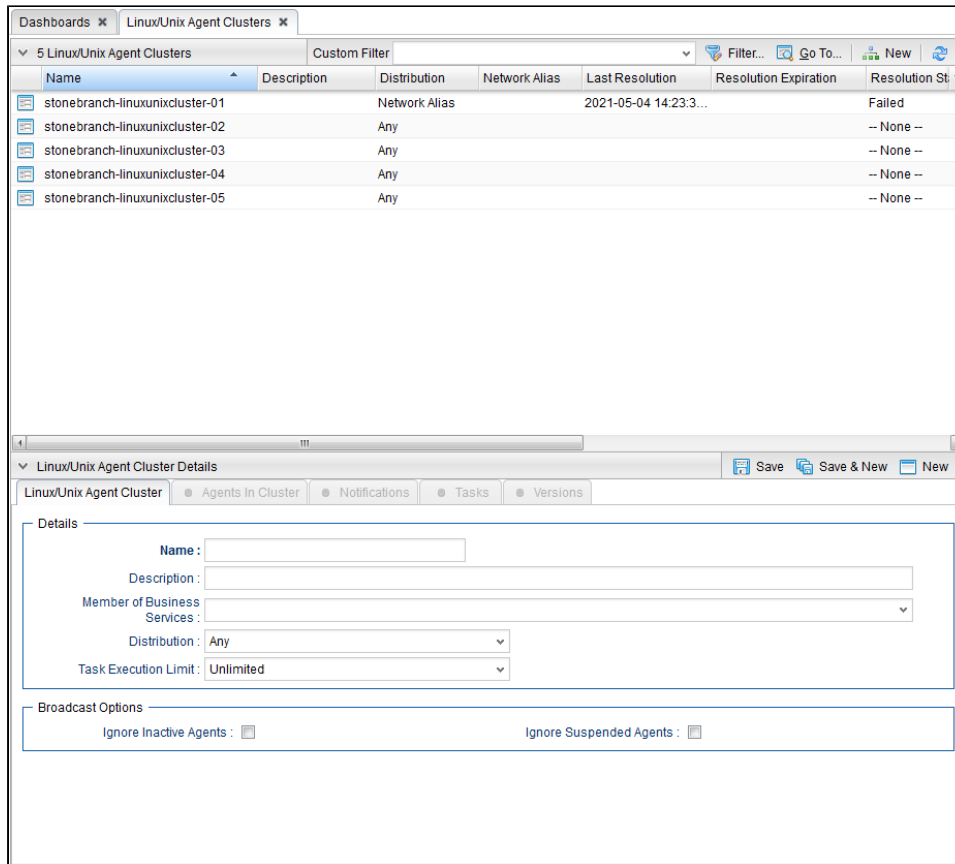 Dashboards Linux/Unix Agent Clusters
5 Linux/Unix Agent Clusters Custom Filter Filter... Go To... New
Name Description Distribution Network Alias Last Resolution Resolution Expiration Resolution St
stonebranch-linuxunixcluster-01 Network Alias 2021-05-04 14:23:3... Failed
stonebranch-linuxunixcluster-02 Any -- None --
stonebranch-linuxunixcluster-03 Any -- None --
stonebranch-linuxunixcluster-04 Any -- None --
stonebranch-linuxunixcluster-05 Any -- None --
Linux/Unix Agent Cluster Details Save Save & New New
Linux/Unix Agent Cluster Agents In Cluster Notifications Tasks Versions
Details
Name :
Description :
Member of Business
Services :
Distribution : Any
Task Execution Limit : Unlimited
Broadcast Options
Ignore Inactive Agents : Ignore Suspended Agents :